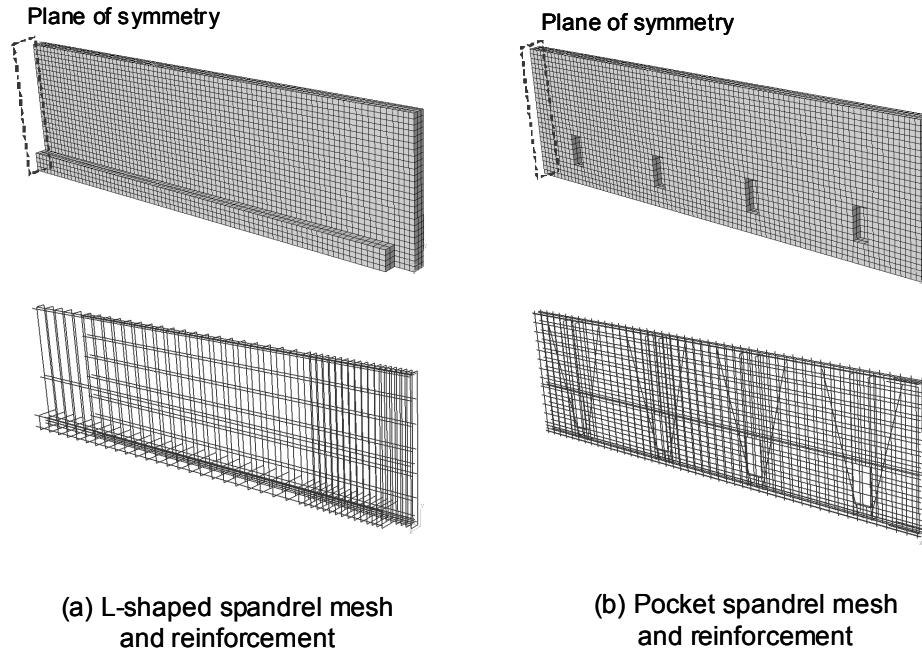 Plane of symmetry
Plane of symmetry
(a) L-shaped spandrel mesh
and reinforcement
(b) Pocket spandrel mesh
and reinforcement